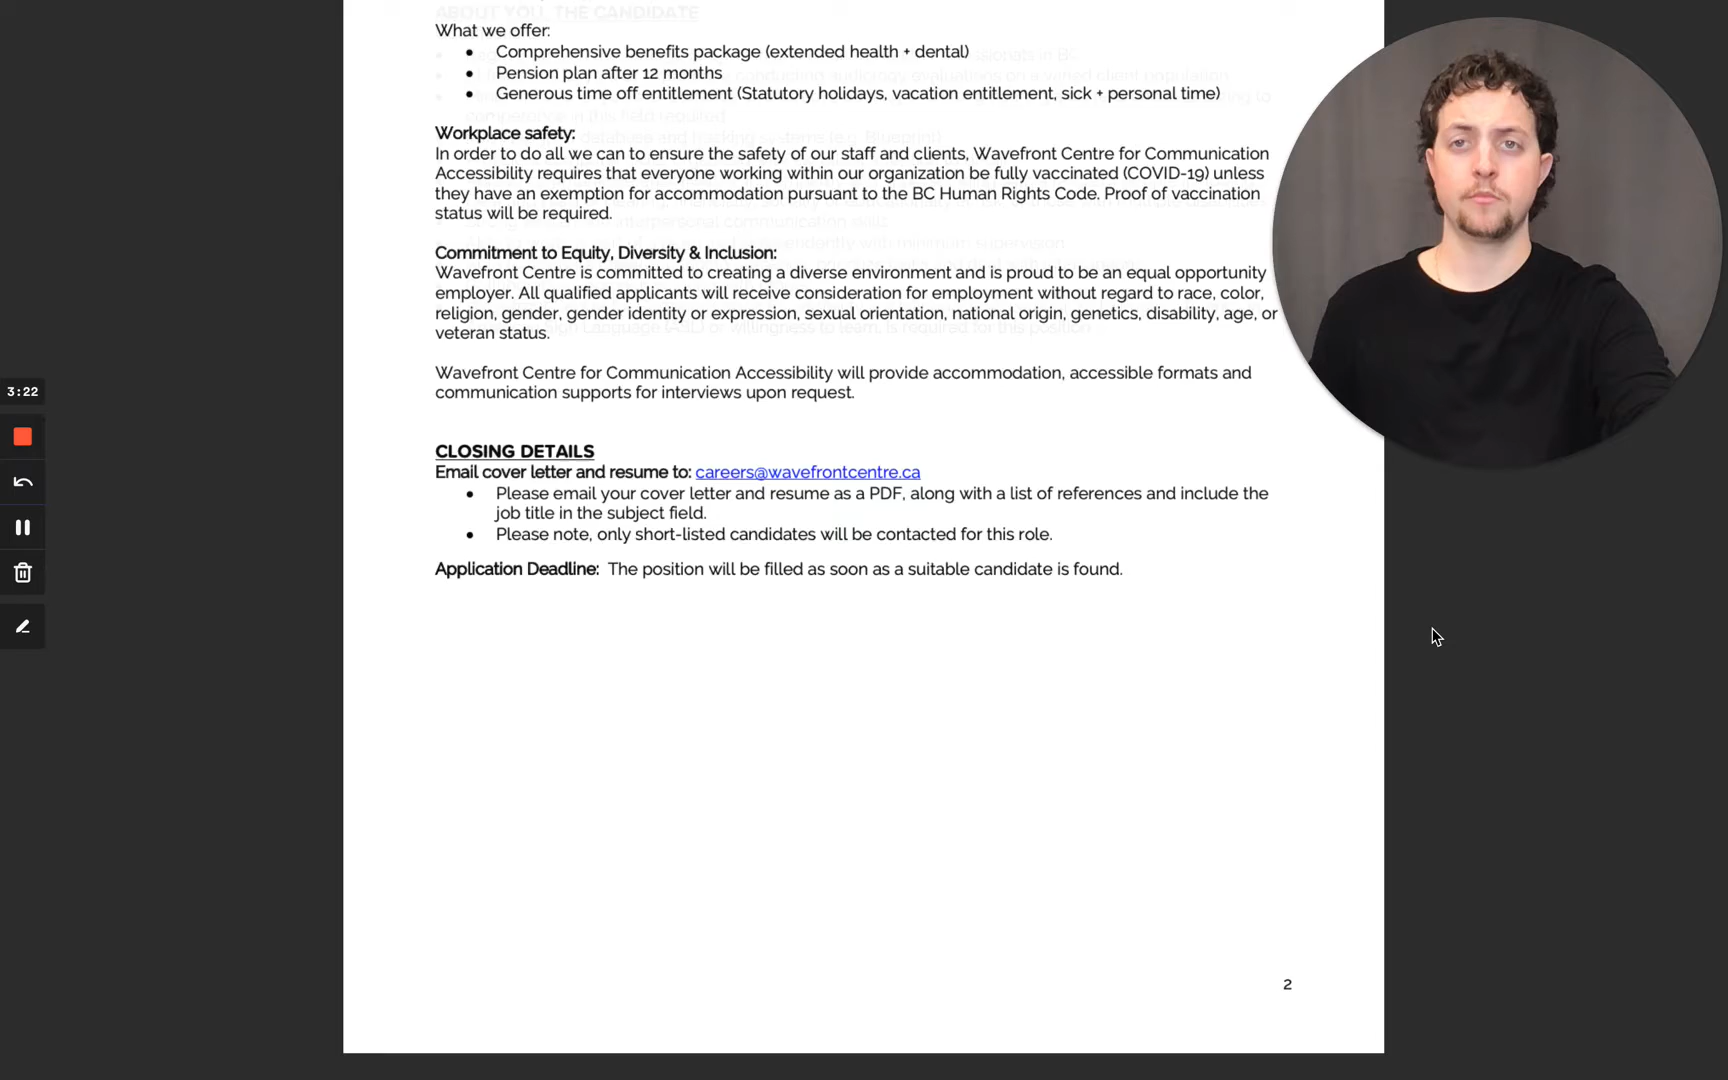 ABOUT YOU, THE CANDIDATE
What we offer:
• Comprehensive benefits package (extended health + dental)
• Pension plan after 12 months
• Generous time off entitlement (Statutory holidays, vacation entitlement, sick + personal time)
Workplace safety:
In order to do all we can to ensure the safety of our staff and clients, Wavefront Centre for Communication
Accessibility requires that everyone working within our organization be fully vaccinated (COVID-19) unless
they have an exemption for accommodation pursuant to the BC Human Rights Code. Proof of vaccination
status will be required.
Commitment to Equity, Diversity & Inclusion:
Wavefront Centre is committed to creating a diverse environment and is proud to be an equal opportunity
employer. All qualified applicants will receive consideration for employment without regard to race, color,
religion, gender, gender identity or expression, sexual orientation, national origin, genetics, disability, age, or
veteran status.
Wavefront Centre for Communication Accessibility will provide accommodation, accessible formats and
communication supports for interviews upon request.
3:22
CLOSING DETAILS
Email cover letter and resume to: careers@wavefrontcentre.ca
• Please email your cover letter and resume as a PDF, along with a list of references and include the
job title in the subject field.
• Please note, only short-listed candidates will be contacted for this role.
Application Deadline: The position will be filled as soon as a suitable candidate is found.
2